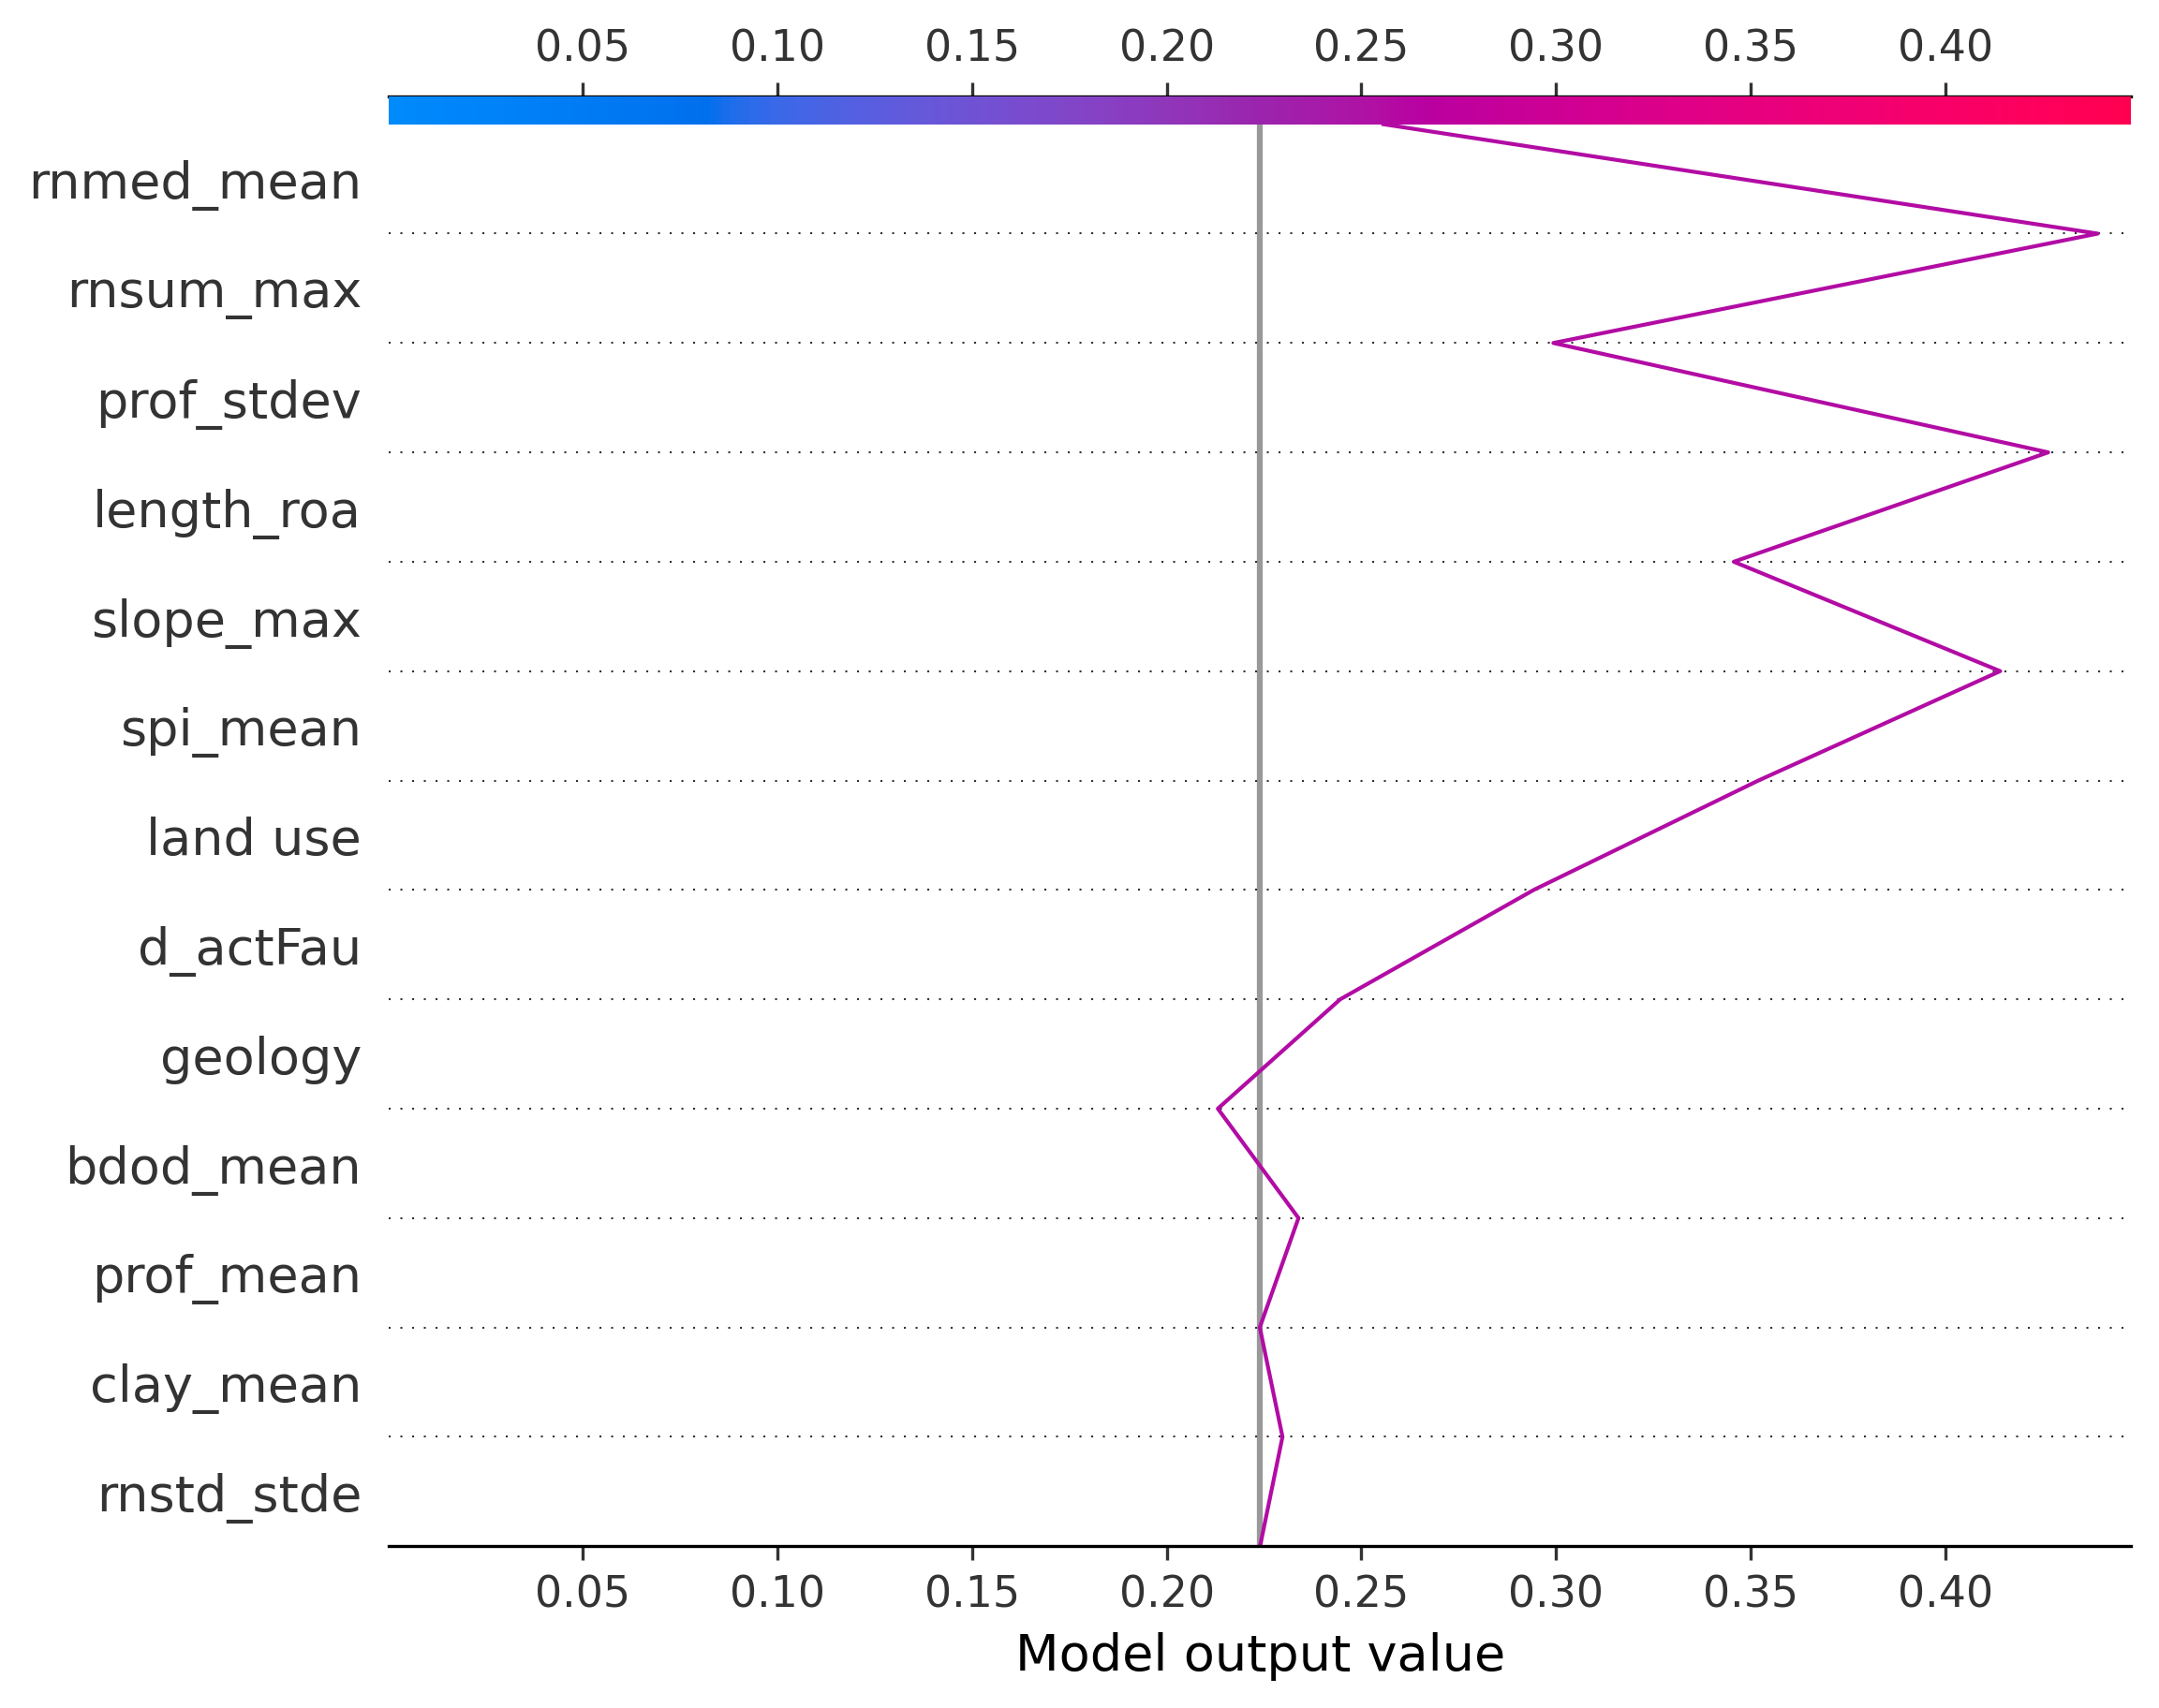 0.05 0.10 0.15 0.20 0.25 0.30 0.35 0.40
rnmed_mean
rnsum_max
prof_stdev
length_roa
slope_max
spi_mean
land use
d_actFau
geology
bdod_mean
prof_mean
clay_mean
rnstd_stde
0.05 0.10 0.15 0.20 0.25 0.30 0.35 0.40
Model output value